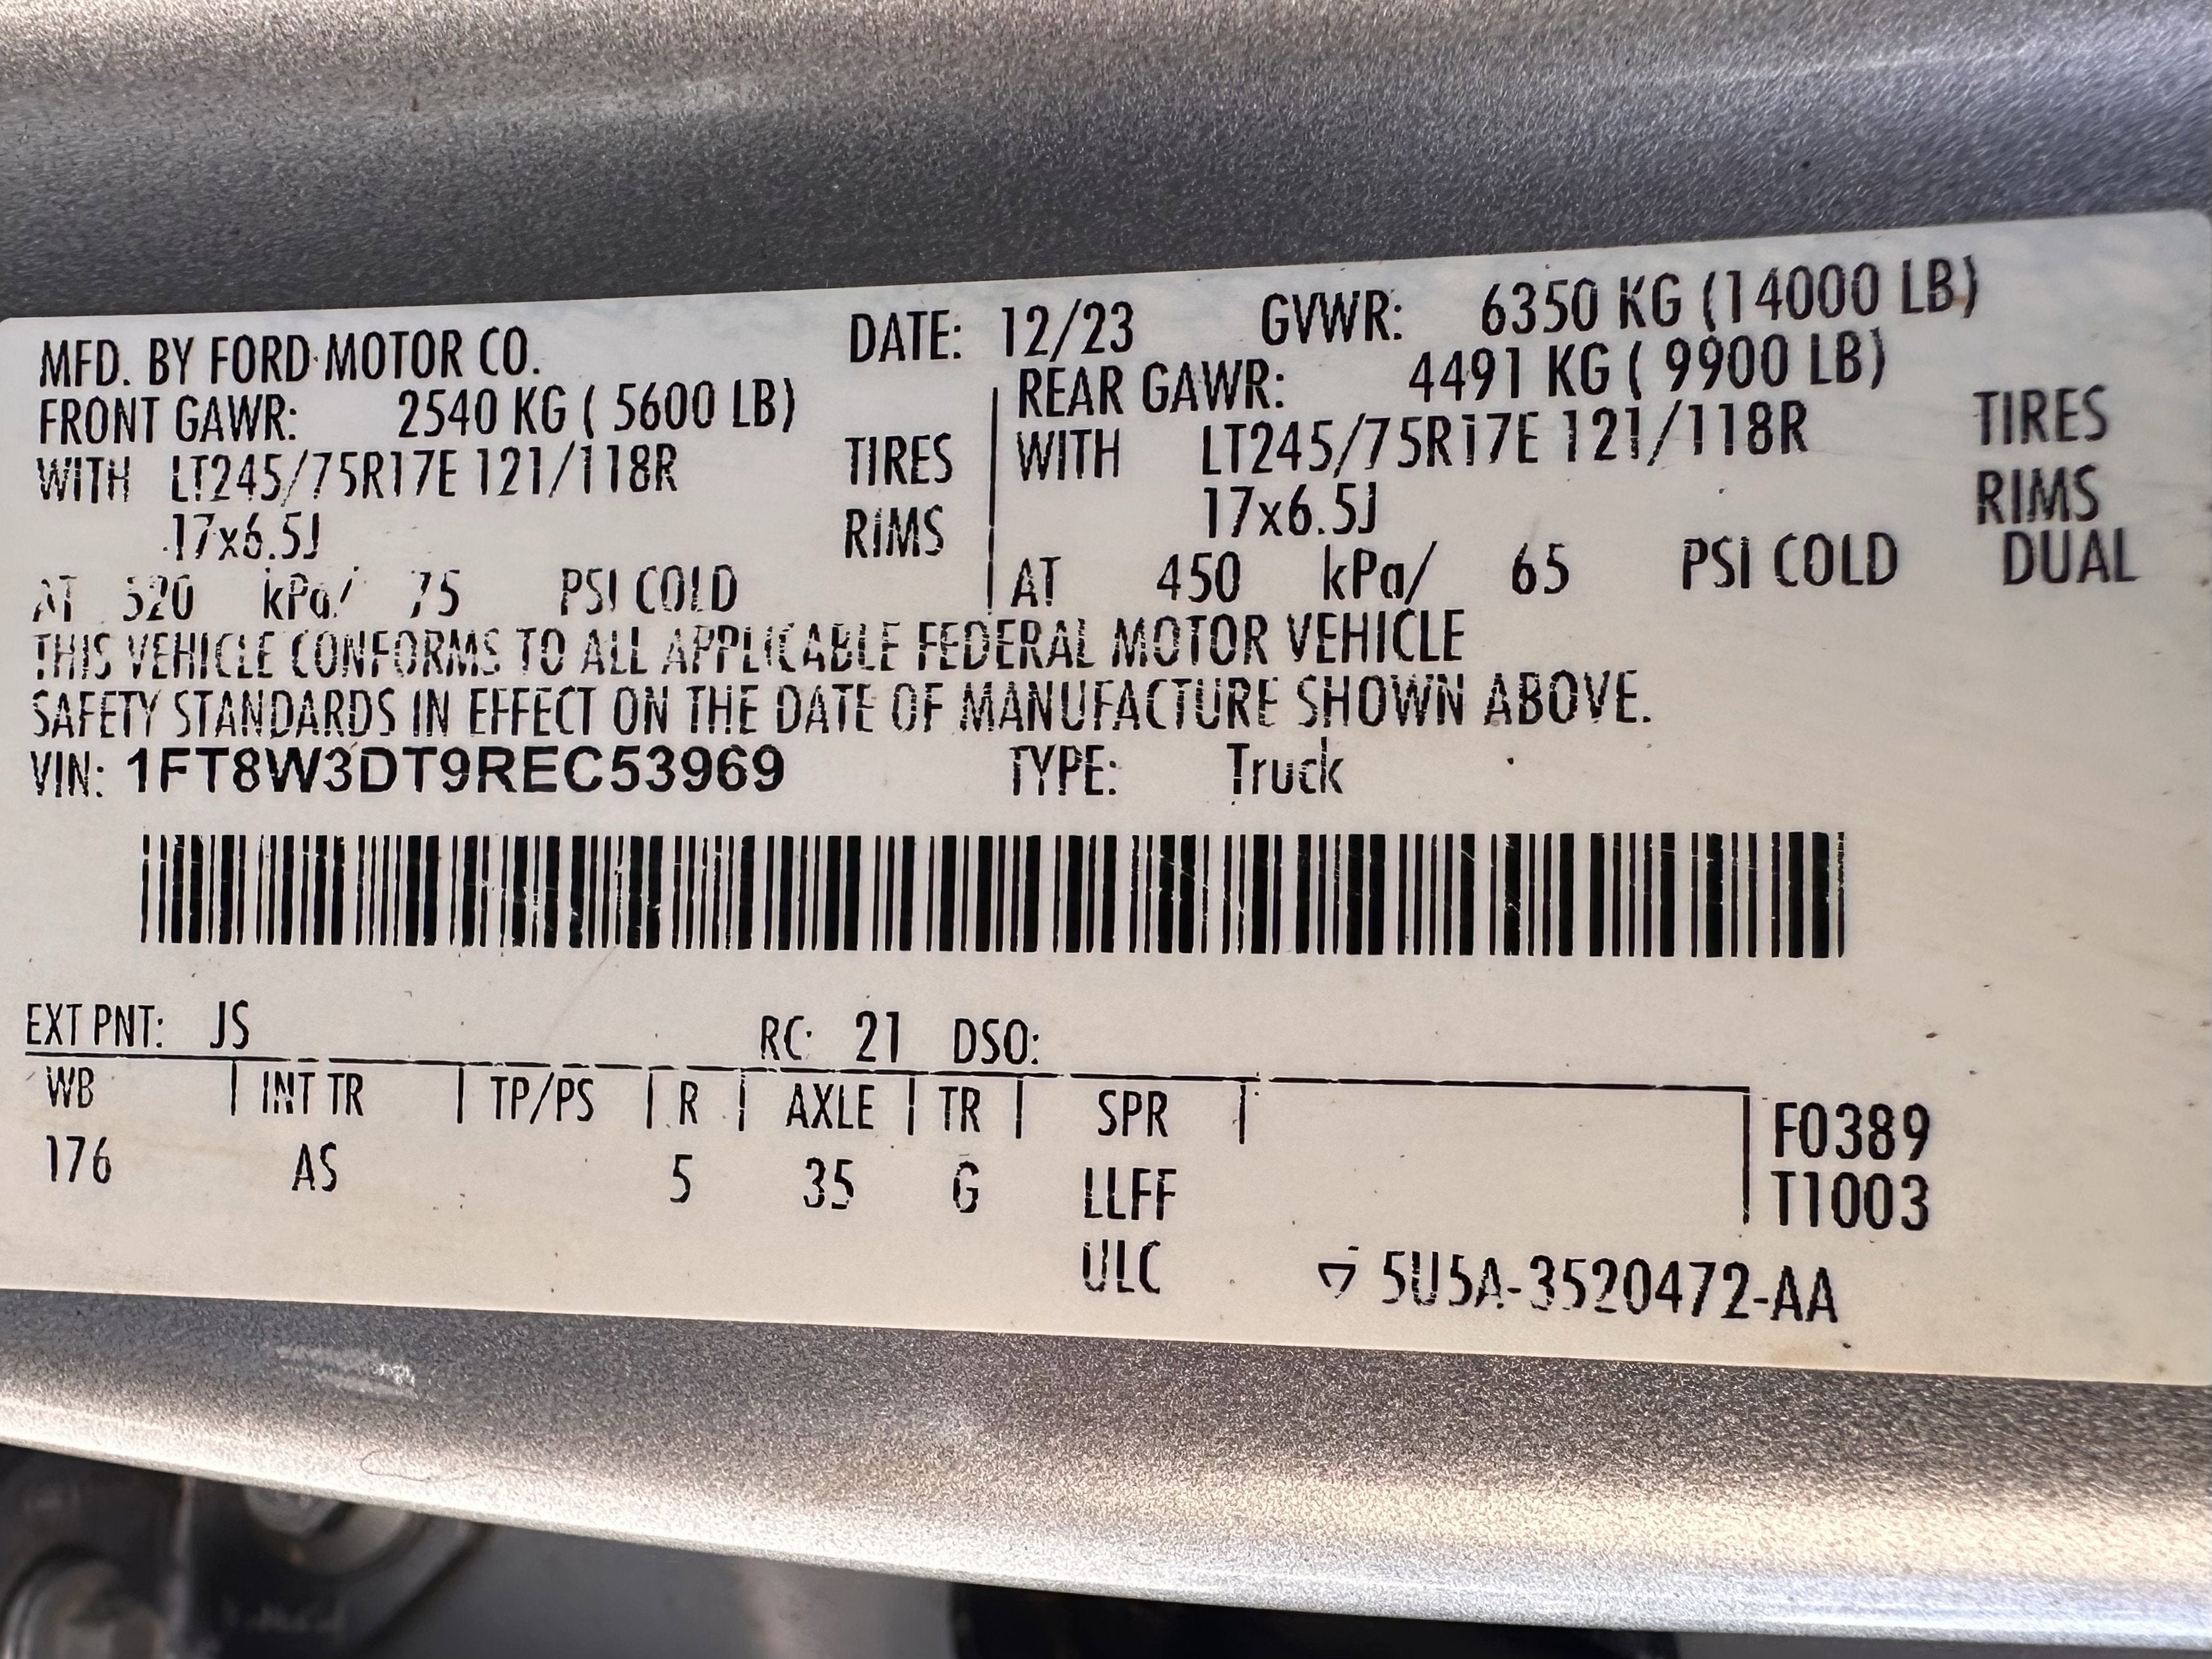 MFD. BY FORD MOTOR CO. DATE: 12/23 GVWR: 6350 KG (14000 LB)
FRONT GAWR: 2540 KG ( 5600 LB) REAR GAWR: 4491 KG ( 9900 LB)
WITH LT245/75R17E 121/118R TIRES WITH LT245/75R17E 121/118R TIRES
17x6.5J RIMS 17x6.5J RIMS
AT 520 kPa/ 75 PSI COLD AT 450 kPa/ 65 PSI COLD DUAL
THIS VEHICLE CONFORMS TO ALL APPLICABLE FEDERAL MOTOR VEHICLE
SAFETY STANDARDS IN EFFECT ON THE DATE OF MANUFACTURE SHOWN ABOVE.
VIN: 1FT8W3DT9REC53969 TYPE: Truck
EXT PNT: JS RC: 21 DSO:
WB INT TR TP/PS R AXLE TR SPR F0389
176 AS 5 35 G LLFF T1003
ULC 5U5A-3520472-AA